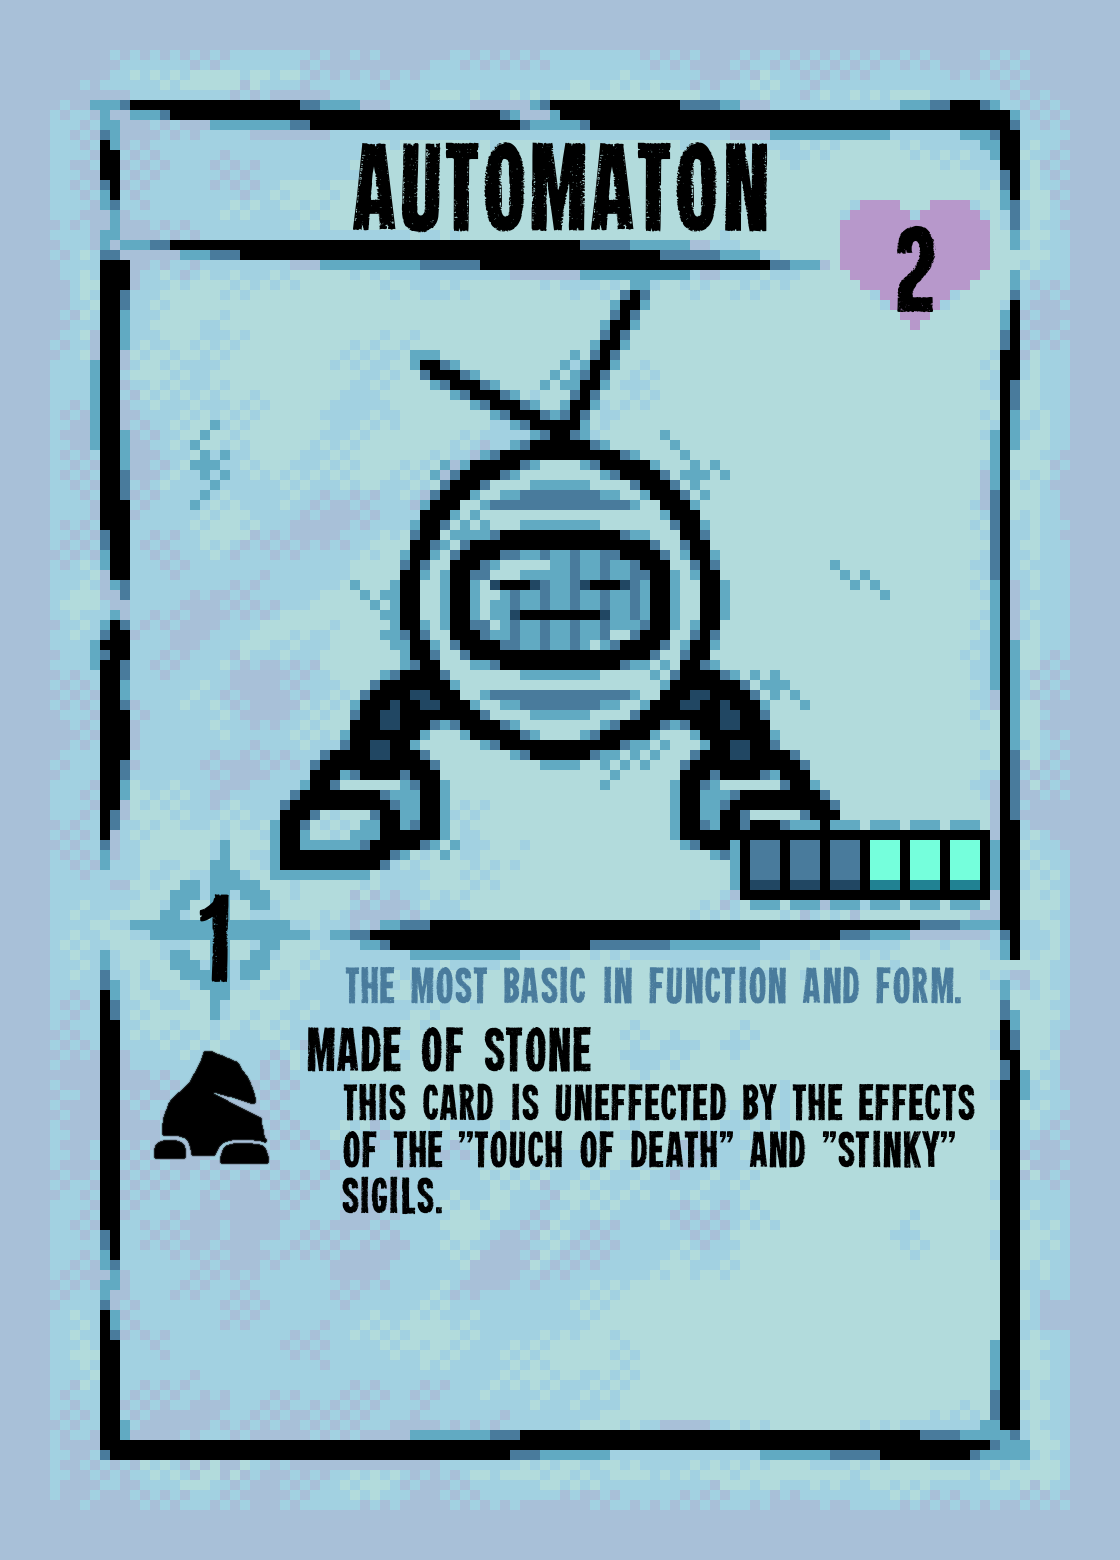 AUTOMATON
2
1
THE MOST BASIC IN FUNCTION AND FORM.
MADE OF STONE
THIS CARD IS UNEFFECTED BY THE EFFECTS
OF THE "TOUCH OF DEATH" AND "STINKY"
SIGILS.